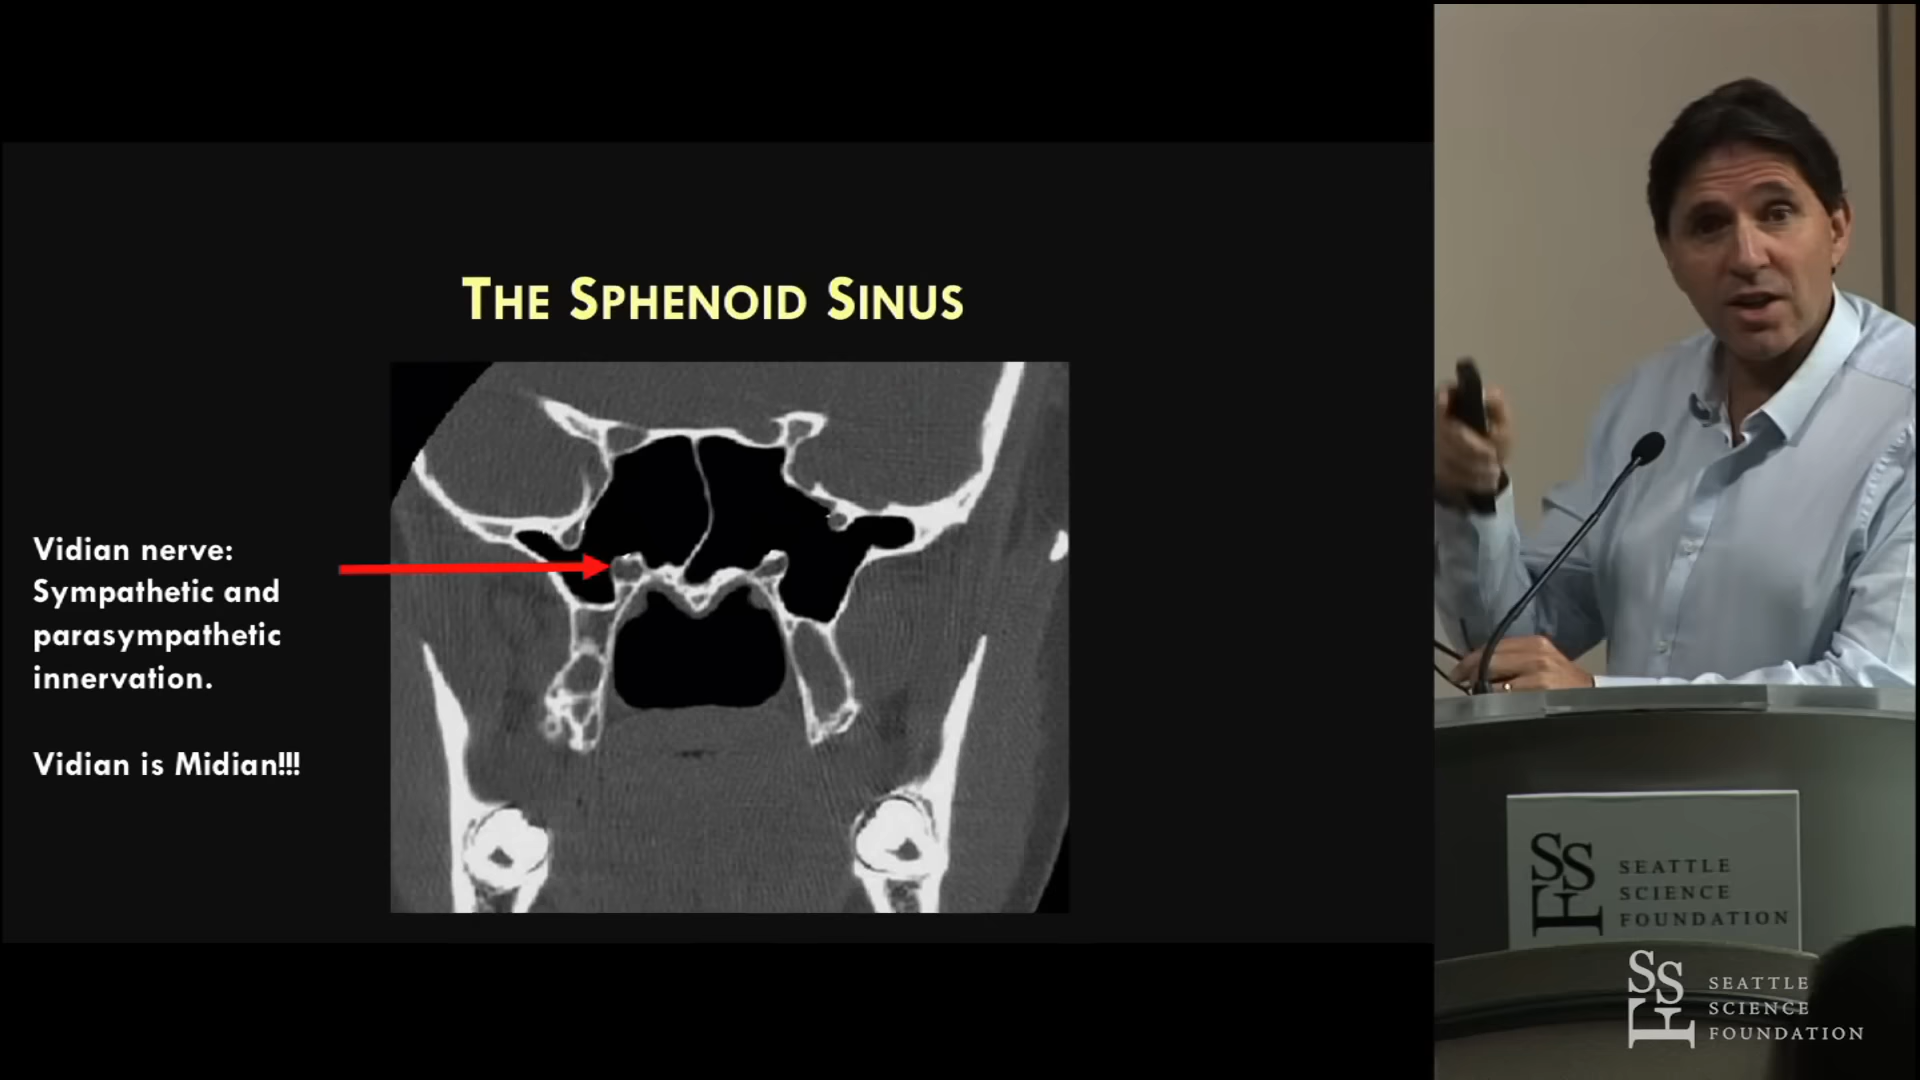 THE SPHENOID SINUS
Vidian nerve:
Sympathetic and
parasympathetic
innervation.
Vidian is Midian!!!
SSF
SEATTLE
SCIENCE
FOUNDATION
SSF
SEATTLE
SCIENCE
FOUNDATION